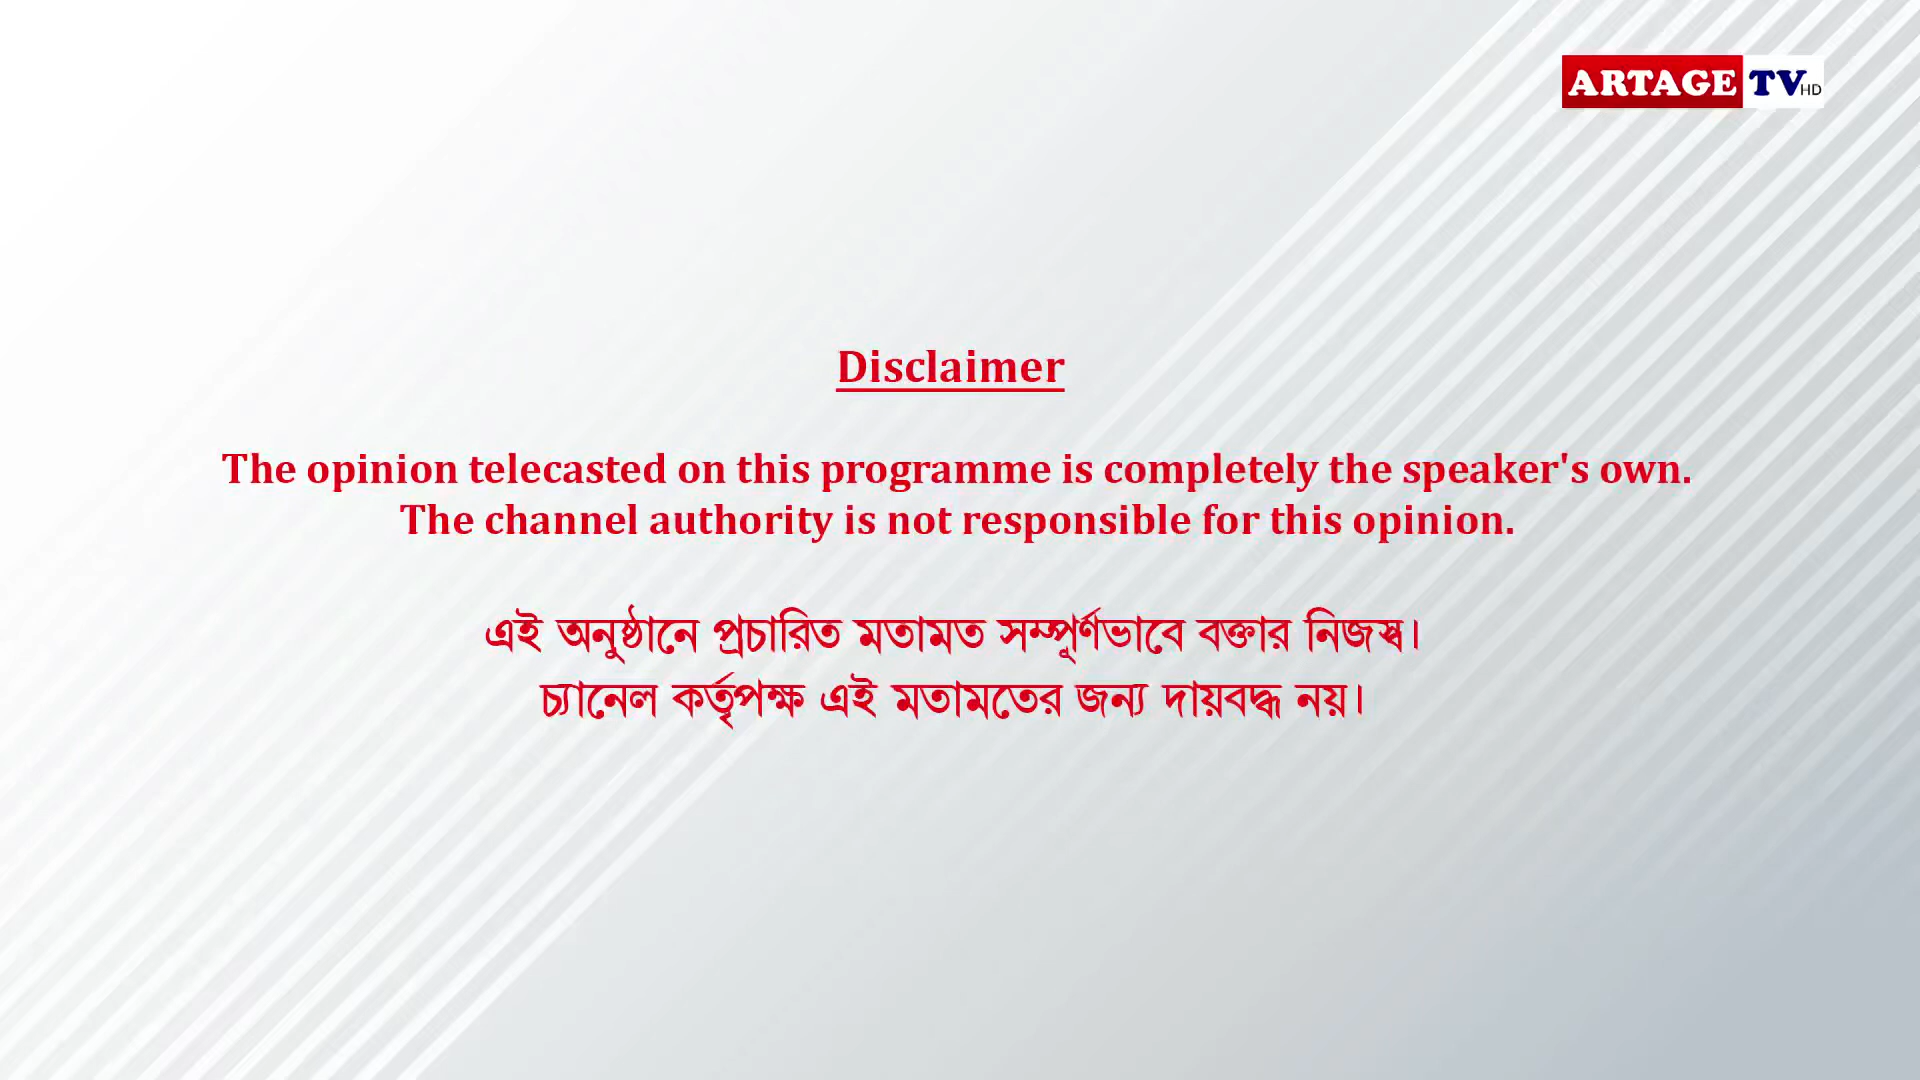 ARTAGE TV HD
Disclaimer
The opinion telecasted on this programme is completely the speaker's own.
The channel authority is not responsible for this opinion.
এই অনুষ্ঠানে প্রচারিত মতামত সম্পূর্ণভাবে বক্তার নিজস্ব।
চ্যানেল কর্তৃপক্ষ এই মতামতের জন্য দায়বদ্ধ নয়।